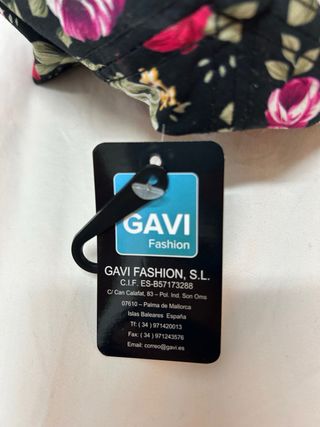 GAVI
Fashion
GAVI FASHION, S.L.
C.I.F. ES-B57173288
C/ Can Calafat, 83 – Pol. Ind. Son Oms
07610 – Palma de Mallorca
Islas Baleares España
Tf: ( 34 ) 971420013
Fax: ( 34 ) 971243576
Email: correo@gavi.es